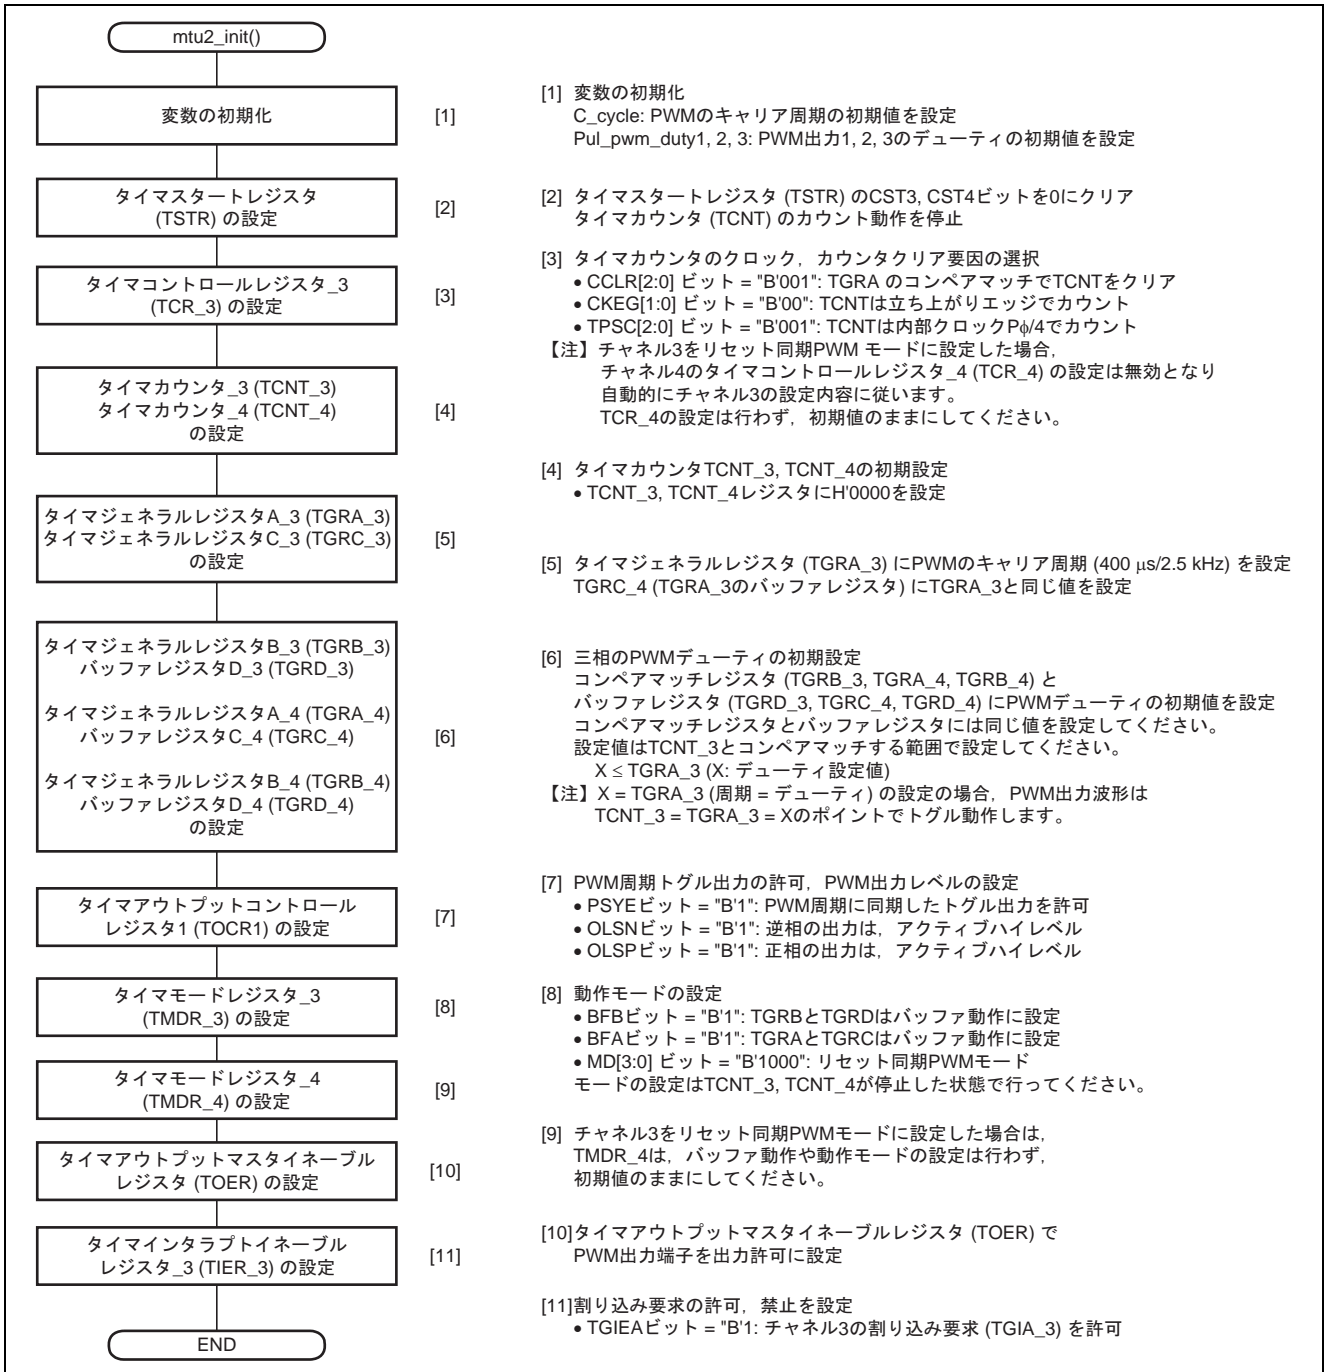 mtu2_init()
変数の初期化
[1]
タイマスタートレジスタ
(TSTR) の設定
[2]
タイマコントロールレジスタ_3
(TCR_3) の設定
[3]
タイマカウンタ_3 (TCNT_3)
タイマカウンタ_4 (TCNT_4)
の設定
[4]
タイマジェネラルレジスタA_3 (TGRA_3)
タイマジェネラルレジスタC_3 (TGRC_3)
の設定
[5]
タイマジェネラルレジスタB_3 (TGRB_3)
バッファレジスタD_3 (TGRD_3)
タイマジェネラルレジスタA_4 (TGRA_4)
バッファレジスタC_4 (TGRC_4)
タイマジェネラルレジスタB_4 (TGRB_4)
バッファレジスタD_4 (TGRD_4)
の設定
[6]
タイマアウトプットコントロール
レジスタ1 (TOCR1) の設定
[7]
タイマモードレジスタ_3
(TMDR_3) の設定
[8]
タイマモードレジスタ_4
(TMDR_4) の設定
[9]
タイマアウトプットマスタイネーブル
レジスタ (TOER) の設定
[10]
タイマインタラプトイネーブル
レジスタ_3 (TIER_3) の設定
[11]
END
[1] 変数の初期化
C_cycle: PWMのキャリア周期の初期値を設定
Pul_pwm_duty1, 2, 3: PWM出力1, 2, 3のデューティの初期値を設定
[2] タイマスタートレジスタ (TSTR) のCST3, CST4ビットを0にクリア
タイマカウンタ (TCNT) のカウント動作を停止
[3] タイマカウンタのクロック，カウンタクリア要因の選択
• CCLR[2:0] ビット = "B'001": TGRA のコンペアマッチでTCNTをクリア
• CKEG[1:0] ビット = "B'00": TCNTは立ち上がりエッジでカウント
• TPSC[2:0] ビット = "B'001": TCNTは内部クロックPφ/4でカウント
【注】チャネル3をリセット同期PWM モードに設定した場合，
チャネル4のタイマコントロールレジスタ_4 (TCR_4) の設定は無効となり
自動的にチャネル3の設定内容に従います。
TCR_4の設定は行わず，初期値のままにしてください。
[4] タイマカウンタTCNT_3, TCNT_4の初期設定
• TCNT_3, TCNT_4レジスタにH'0000を設定
[5] タイマジェネラルレジスタ (TGRA_3) にPWMのキャリア周期 (400 μs/2.5 kHz) を設定
TGRC_4 (TGRA_3のバッファレジスタ) にTGRA_3と同じ値を設定
[6] 三相のPWMデューティの初期設定
コンペアマッチレジスタ (TGRB_3, TGRA_4, TGRB_4) と
バッファレジスタ (TGRD_3, TGRC_4, TGRD_4) にPWMデューティの初期値を設定
コンペアマッチレジスタとバッファレジスタには同じ値を設定してください。
設定値はTCNT_3とコンペアマッチする範囲で設定してください。
X ≤ TGRA_3 (X: デューティ設定値)
【注】X = TGRA_3 (周期 = デューティ) の設定の場合，PWM出力波形は
TCNT_3 = TGRA_3 = Xのポイントでトグル動作します。
[7] PWM周期トグル出力の許可，PWM出力レベルの設定
• PSYEビット = "B'1": PWM周期に同期したトグル出力を許可
• OLSNビット = "B'1": 逆相の出力は，アクティブハイレベル
• OLSPビット = "B'1": 正相の出力は，アクティブハイレベル
[8] 動作モードの設定
• BFBビット = "B'1": TGRBとTGRDはバッファ動作に設定
• BFAビット = "B'1": TGRAとTGRCはバッファ動作に設定
• MD[3:0] ビット = "B'1000": リセット同期PWMモード
モードの設定はTCNT_3, TCNT_4が停止した状態で行ってください。
[9] チャネル3をリセット同期PWMモードに設定した場合は，
TMDR_4は，バッファ動作や動作モードの設定は行わず，
初期値のままにしてください。
[10]タイマアウトプットマスタイネーブルレジスタ (TOER) で
PWM出力端子を出力許可に設定
[11]割り込み要求の許可，禁止を設定
• TGIEAビット = "B'1: チャネル3の割り込み要求 (TGIA_3) を許可